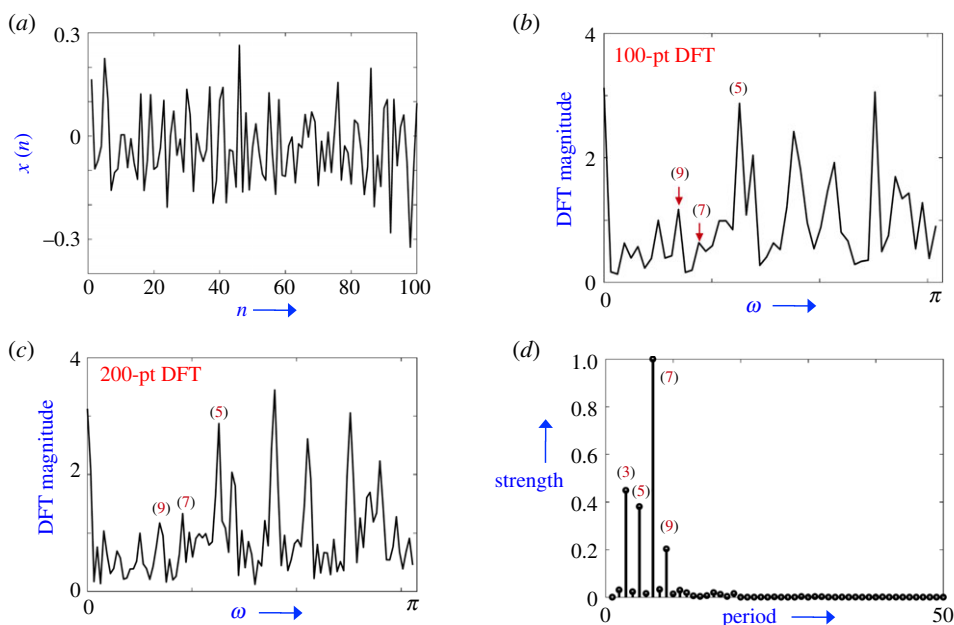 (a)
0.3
0
–0.3
x (n)
0 20 40 60 80 100
n
(b)
4
2
0
DFT magnitude
100-pt DFT
(5)
(9)
(7)
0 π
ω
(c)
4
2
0
DFT magnitude
200-pt DFT
(5)
(9) (7)
0 π
ω
(d)
1.0
0.8
0.6
0.4
0.2
0
strength
(7)
(3)
(5)
(9)
0 50
period